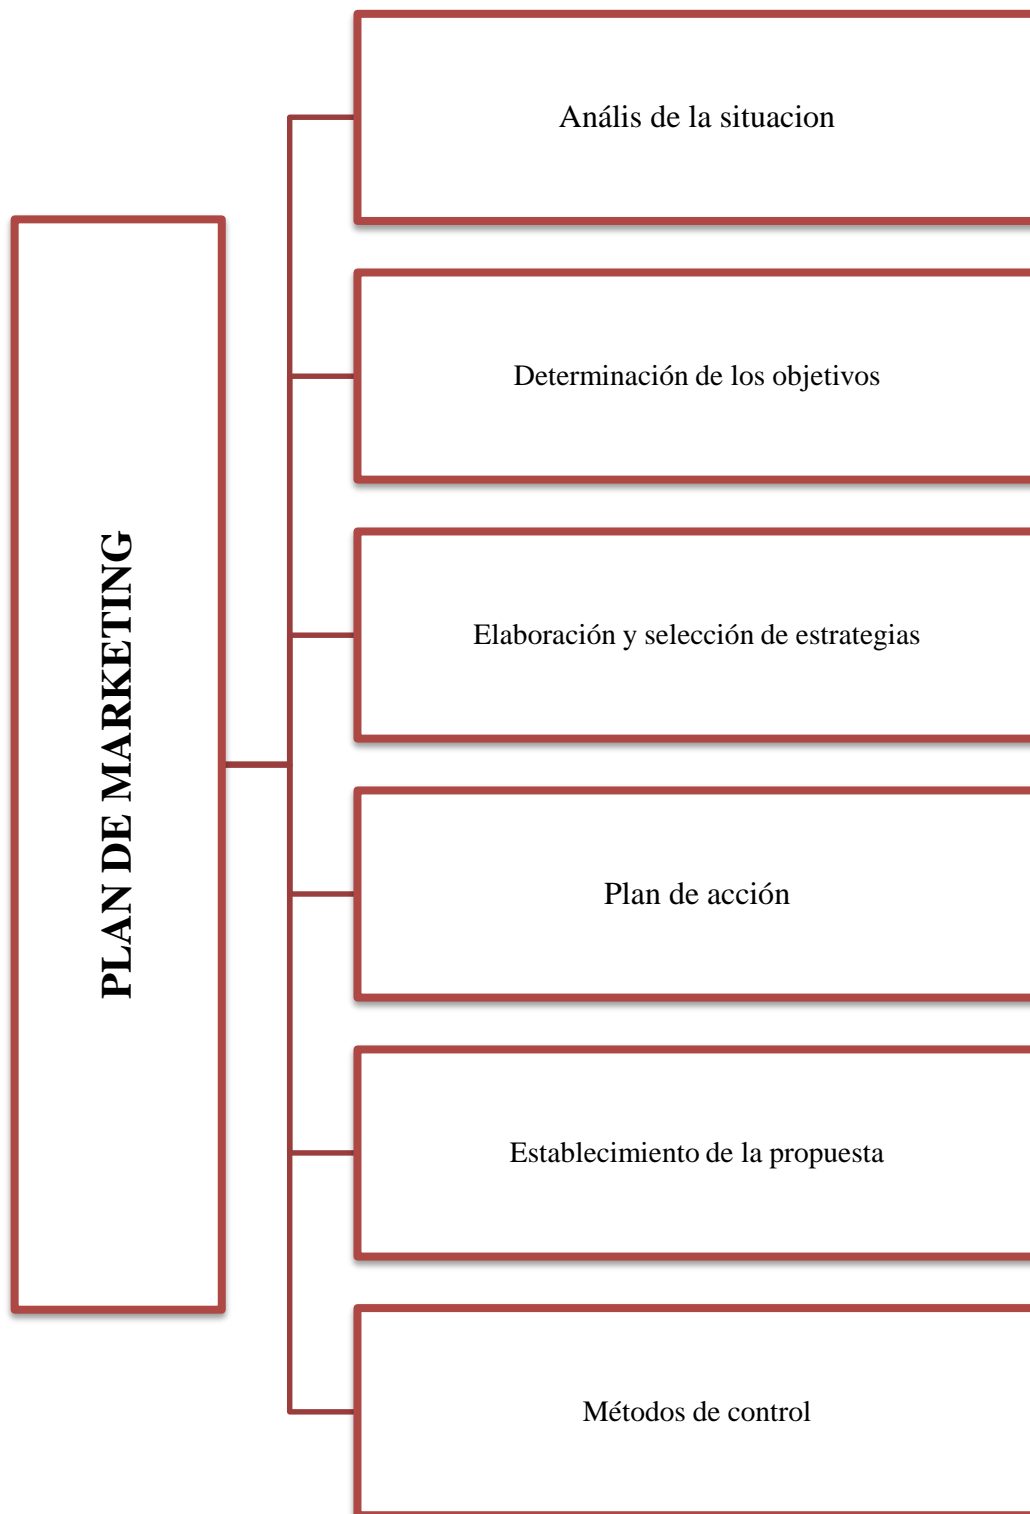 PLAN DE MARKETING
Anális de la situacion
Determinación de los objetivos
Elaboración y selección de estrategias
Plan de acción
Establecimiento de la propuesta
Métodos de control